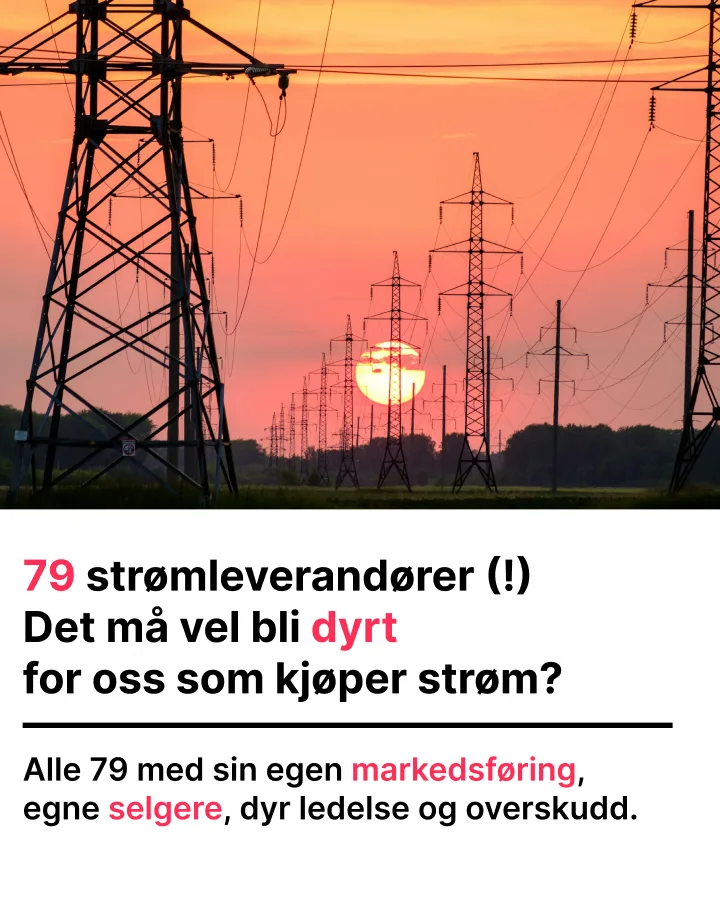 79 strømleverandører (!)
Det må vel bli dyrt
for oss som kjøper strøm?
Alle 79 med sin egen markedsføring,
egne selgere, dyr ledelse og overskudd.